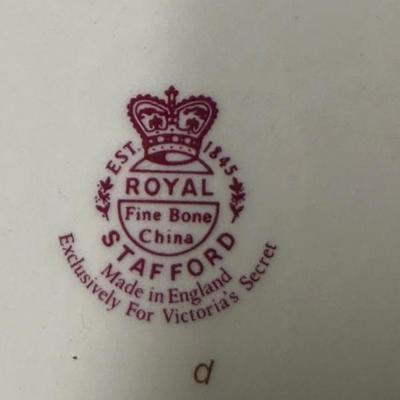 EST. 1845
ROYAL
Fine Bone
China
STAFFORD
Made in England
Exclusively For Victoria's Secret
d